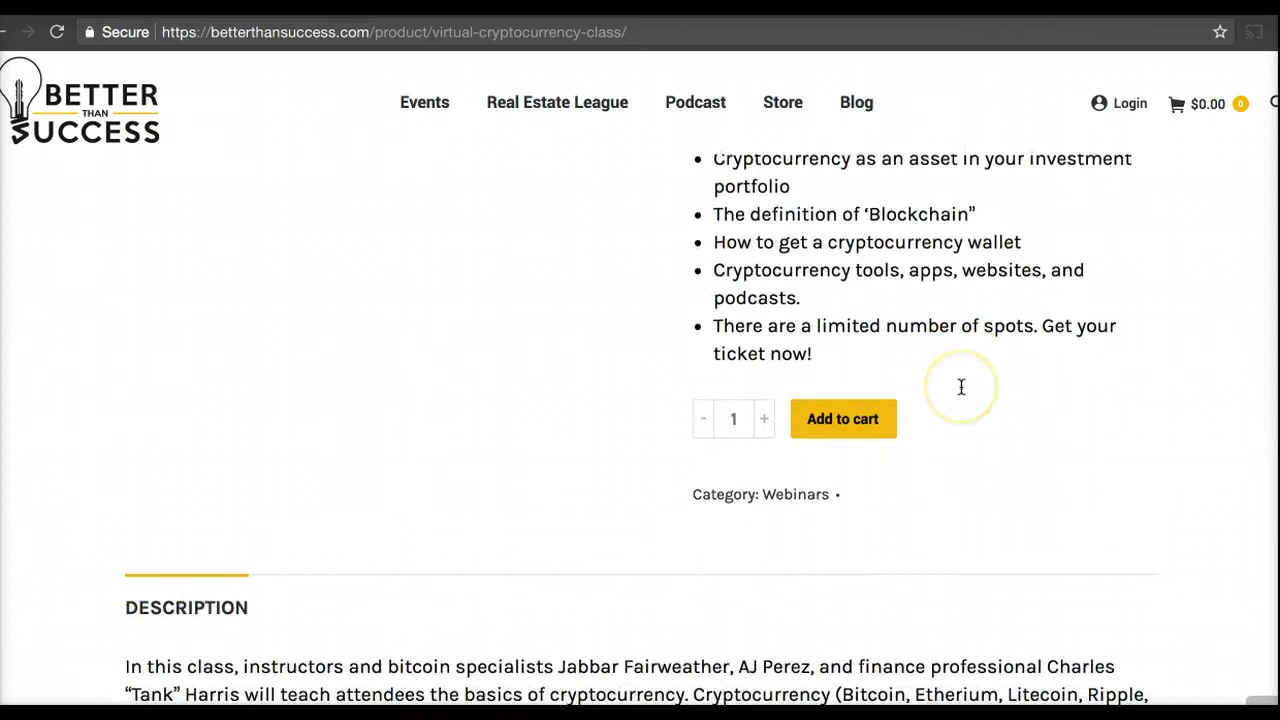 Secure https://betterthansuccess.com/product/virtual-cryptocurrency-class/
BETTER
THAN
SUCCESS
Events Real Estate League Podcast Store Blog
Login $0.00 0
Cryptocurrency as an asset in your investment
portfolio
The definition of ‘Blockchain”
How to get a cryptocurrency wallet
Cryptocurrency tools, apps, websites, and
podcasts.
There are a limited number of spots. Get your
ticket now!
- 1 + Add to cart
Category: Webinars •
DESCRIPTION
In this class, instructors and bitcoin specialists Jabbar Fairweather, AJ Perez, and finance professional Charles
“Tank” Harris will teach attendees the basics of cryptocurrency. Cryptocurrency (Bitcoin, Etherium, Litecoin, Ripple,